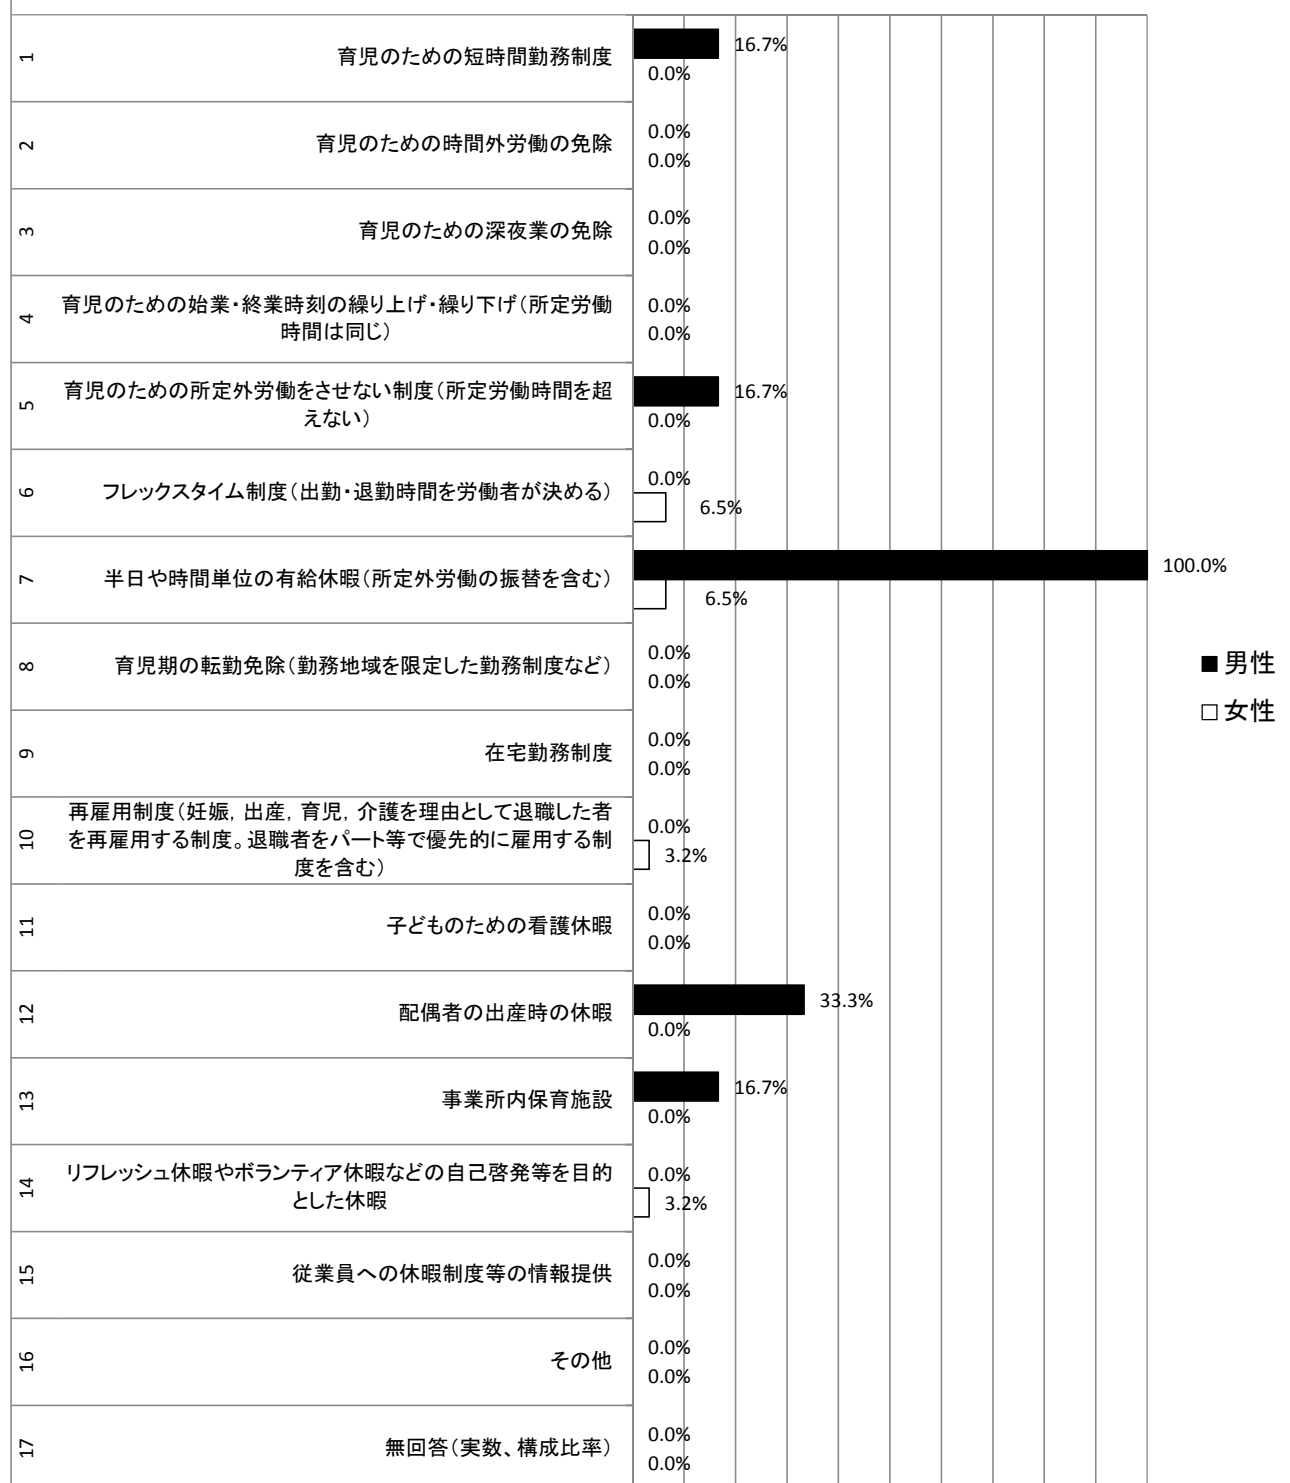 1
育児のための短時間勤務制度
16.7%
0.0%
2
育児のための時間外労働の免除
0.0%
0.0%
3
育児のための深夜業の免除
0.0%
0.0%
4
育児のための始業・終業時刻の繰り上げ・繰り下げ（所定労働
時間は同じ）
0.0%
0.0%
5
育児のための所定外労働をさせない制度（所定労働時間を超
えない）
16.7%
0.0%
6
フレックスタイム制度（出勤・退勤時間を労働者が決める）
0.0%
6.5%
7
半日や時間単位の有給休暇（所定外労働の振替を含む）
100.0%
6.5%
8
育児期の転勤免除（勤務地域を限定した勤務制度など）
0.0%
0.0%
9
在宅勤務制度
0.0%
0.0%
10
再雇用制度（妊娠，出産，育児，介護を理由として退職した者
を再雇用する制度。退職者をパート等で優先的に雇用する制
度を含む）
0.0%
3.2%
11
子どものための看護休暇
0.0%
0.0%
12
配偶者の出産時の休暇
33.3%
0.0%
13
事業所内保育施設
16.7%
0.0%
14
リフレッシュ休暇やボランティア休暇などの自己啓発等を目的
とした休暇
0.0%
3.2%
15
従業員への休暇制度等の情報提供
0.0%
0.0%
16
その他
0.0%
0.0%
17
無回答（実数、構成比率）
0.0%
0.0%
男性
女性